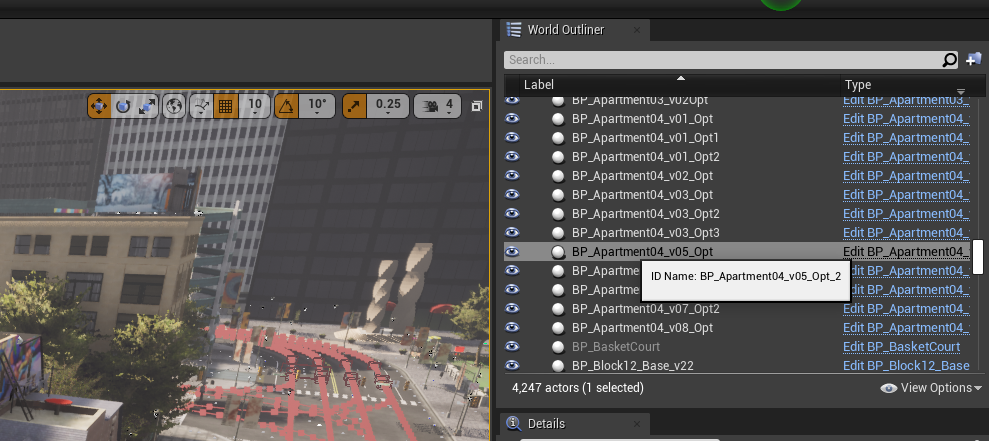 World Outliner
Search...
Label Type
10 10° 0.25 4
BP_Apartment03_v02Opt Edit BP_Apartment03_
BP_Apartment04_v01_Opt Edit BP_Apartment04_
BP_Apartment04_v01_Opt1 Edit BP_Apartment04_
BP_Apartment04_v01_Opt2 Edit BP_Apartment04_
BP_Apartment04_v02_Opt Edit BP_Apartment04_
BP_Apartment04_v03_Opt Edit BP_Apartment04_
BP_Apartment04_v03_Opt2 Edit BP_Apartment04_
BP_Apartment04_v03_Opt3 Edit BP_Apartment04_
BP_Apartment04_v05_Opt Edit BP_Apartment04_
BP_Apartme Edit BP_Apartment04_
ID Name: BP_Apartment04_v05_Opt_2
BP_Apartme Edit BP_Apartment04_
BP_Apartment04_v07_Opt2 Edit BP_Apartment04_
BP_Apartment04_v08_Opt Edit BP_Apartment04_
BP_BasketCourt Edit BP_BasketCourt
BP_Block12_Base_v22 Edit BP_Block12_Base
4,247 actors (1 selected) View Options
Details